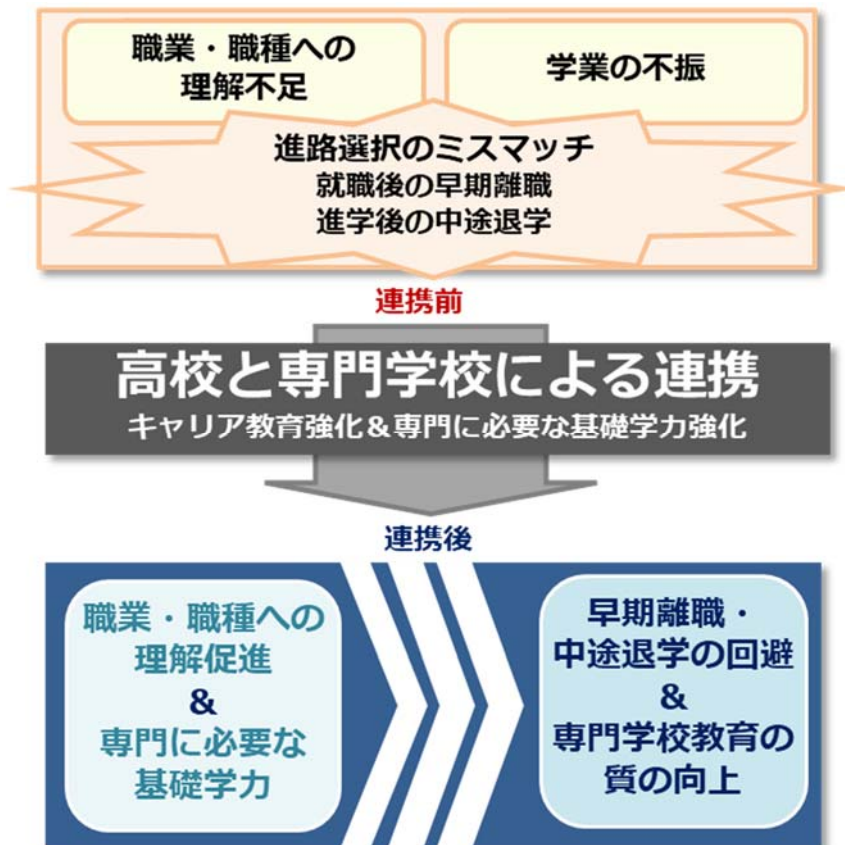 職業・職種への
理解不足
学業の不振
進路選択のミスマッチ
就職後の早期離職
進学後の中途退学
連携前
高校と専門学校による連携
キャリア教育強化&専門に必要な基礎学力強化
連携後
職業・職種への
理解促進
&
専門に必要な
基礎学力
早期離職・
中途退学の回避
&
専門学校教育の
質の向上